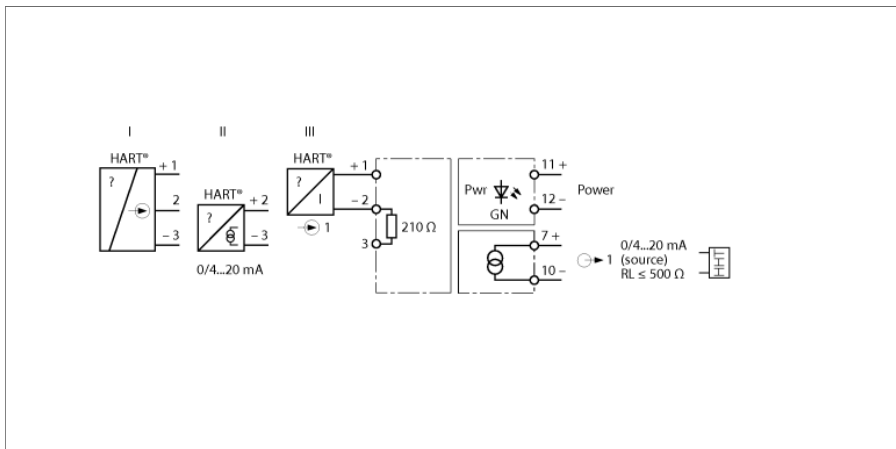 I
II
III
HART®
+ 1
?
2
– 3
HART®
+ 2
?
– 3
0/4...20 mA
HART®
+ 1
?
I
– 2
1
3
210 Ω
11 +
Pwr
GN
12 –
Power
7 +
10 –
1
0/4...20 mA
(source)
RL ≤ 500 Ω